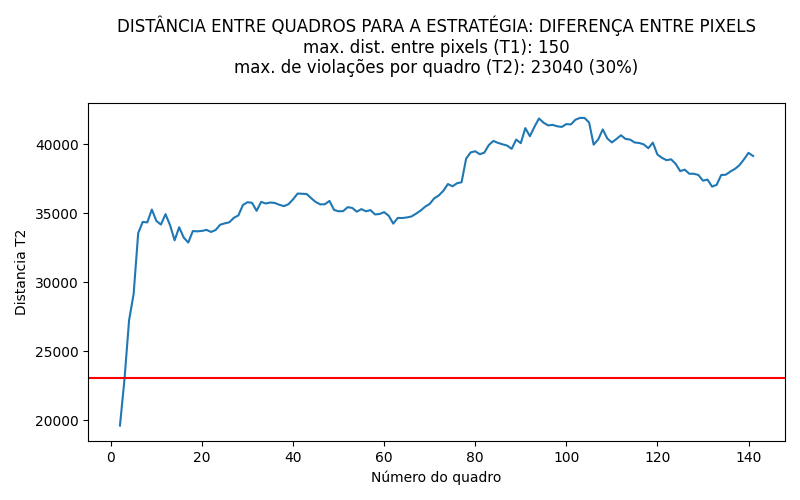 DISTÂNCIA ENTRE QUADROS PARA A ESTRATÉGIA: DIFERENÇA ENTRE PIXELS
max. dist. entre pixels (T1): 150
max. de violações por quadro (T2): 23040 (30%)
Distancia T2
40000
35000
30000
25000
20000
0 20 40 60 80 100 120 140
Número do quadro